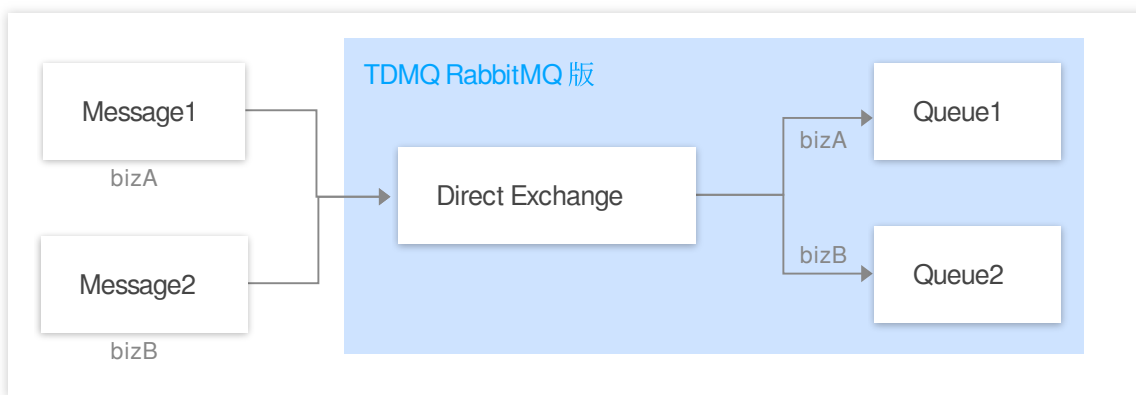 TDMQ RabbitMQ 版
Message1
bizA
Message2
bizB
Direct Exchange
bizA
Queue1
bizB
Queue2